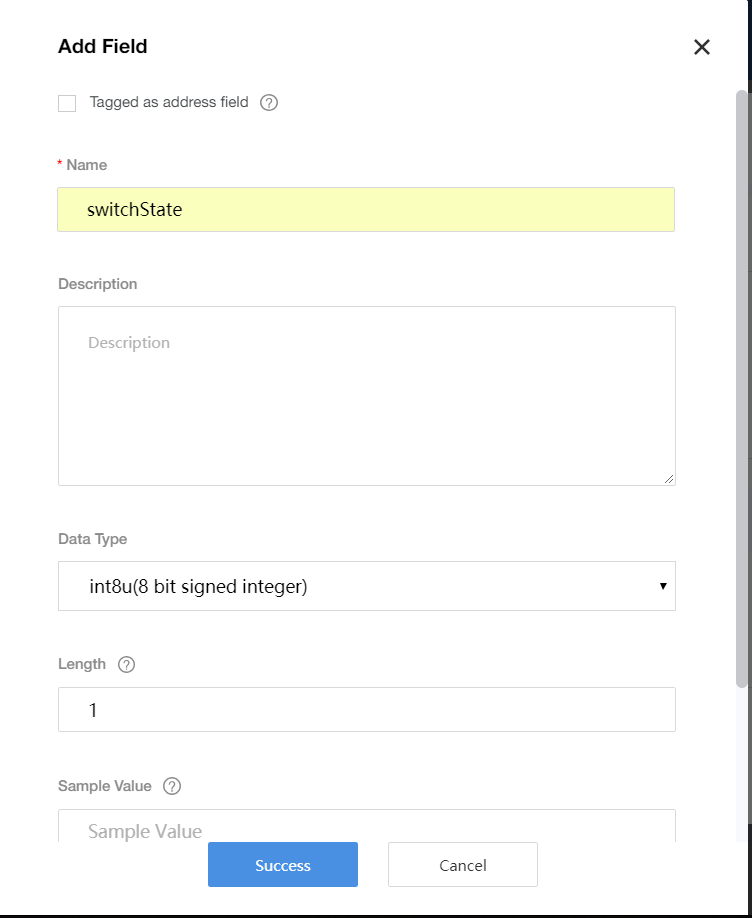 Add Field
Tagged as address field
* Name
switchState
Description
Description
Data Type
int8u(8 bit signed integer)
Length
1
Sample Value
Sample Value
Success Cancel